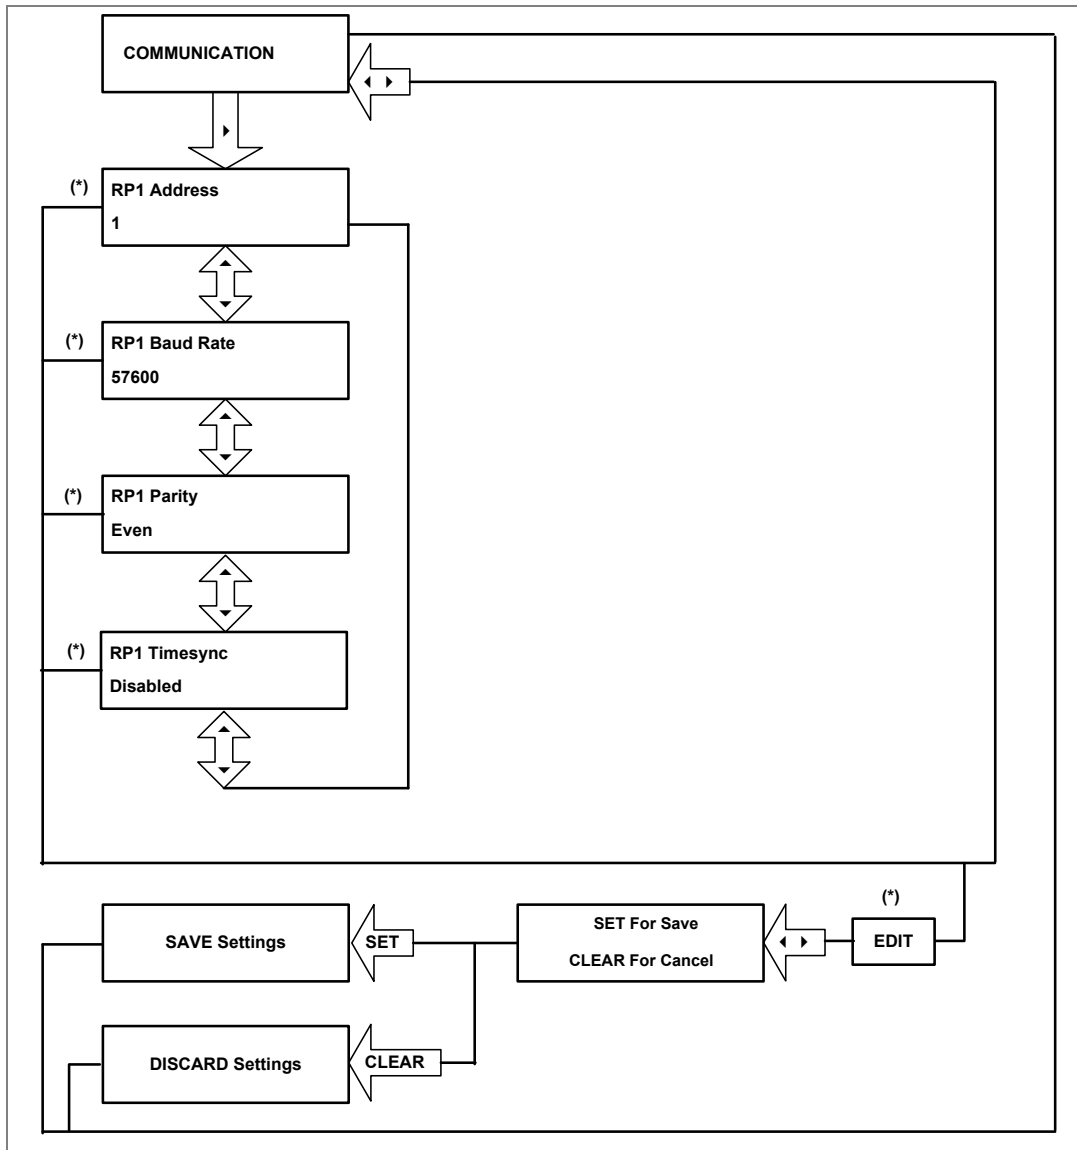 COMMUNICATION
(*)
RP1 Address
1
(*)
RP1 Baud Rate
57600
(*)
RP1 Parity
Even
(*)
RP1 Timesync
Disabled
(*)
SAVE Settings
SET
SET For Save
CLEAR For Cancel
EDIT
DISCARD Settings
CLEAR